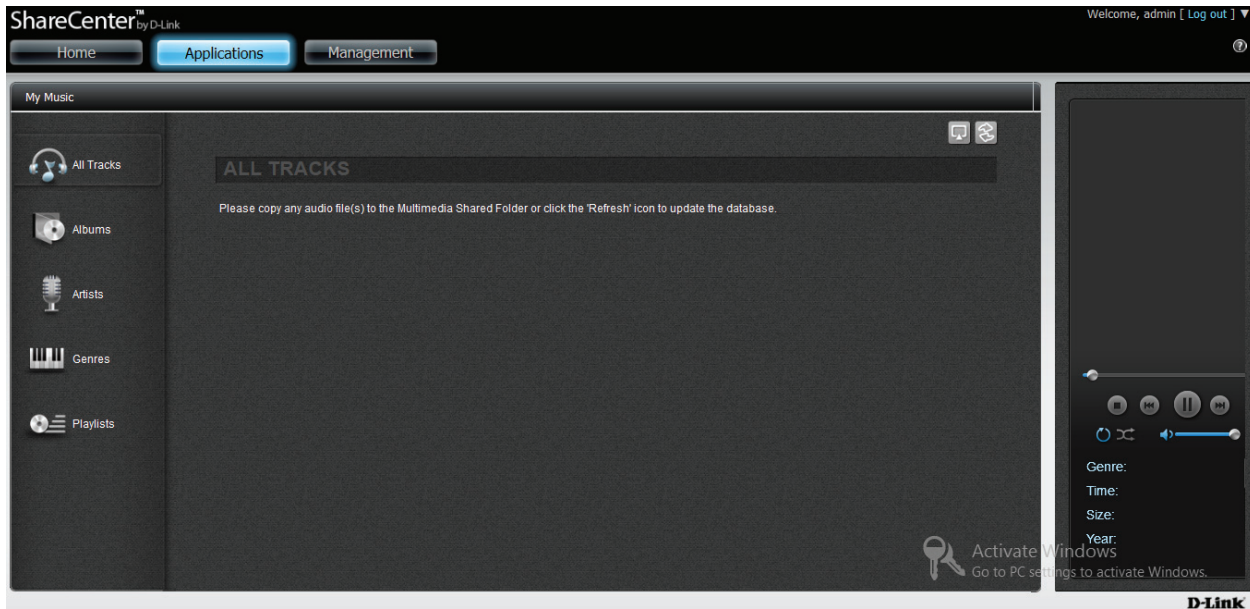 ShareCenter™ by D-Link
Welcome, admin [ Log out ] ▼
Home
Applications
Management
?
My Music
All Tracks
Albums
Artists
Genres
Playlists
ALL TRACKS
Please copy any audio file(s) to the Multimedia Shared Folder or click the 'Refresh' icon to update the database.
Genre:
Time:
Size:
Year:
Activate Windows
Go to PC settings to activate Windows.
D-Link